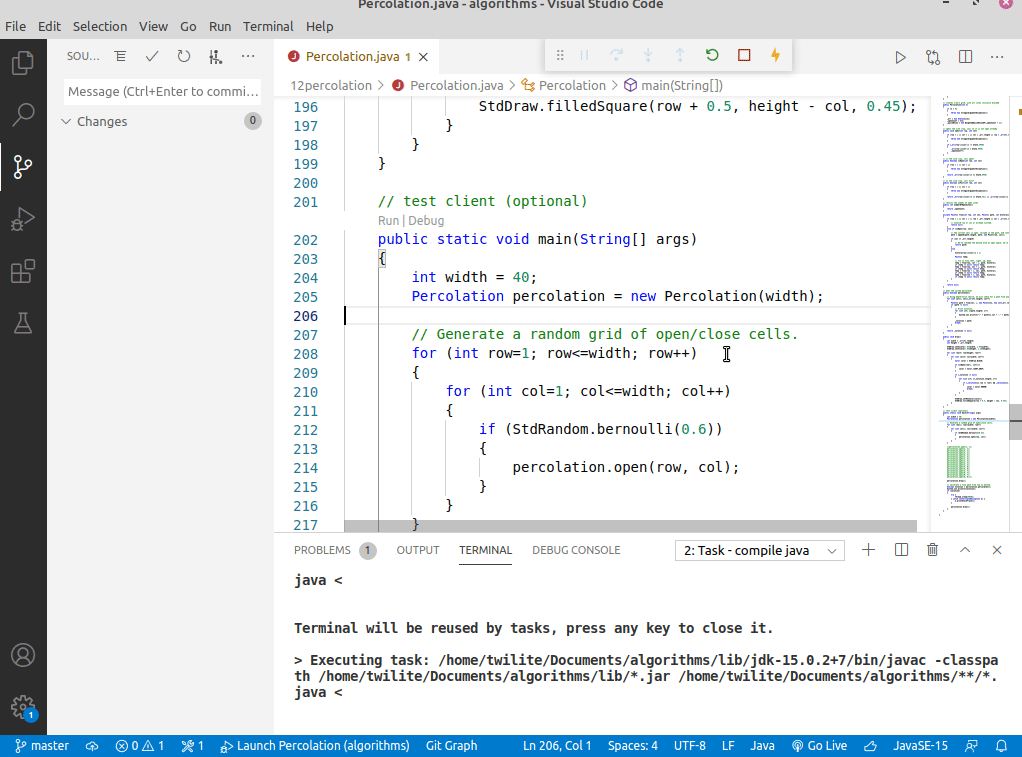 Percolation.java - algorithms - Visual Studio Code
File Edit Selection View Go Run Terminal Help
SOU...
Percolation.java 1
Message (Ctrl+Enter to commi...
12percolation > Percolation.java > Percolation > main(String[])
Changes 0
196 StdDraw.filledSquare(row + 0.5, height - col, 0.45);
197 }
198 }
199 }
200
201 // test client (optional)
Run | Debug
202 public static void main(String[] args)
203 {
204 int width = 40;
205 Percolation percolation = new Percolation(width);
206
207 // Generate a random grid of open/close cells.
208 for (int row=1; row<=width; row++)
209 {
210 for (int col=1; col<=width; col++)
211 {
212 if (StdRandom.bernoulli(0.6))
213 {
214 percolation.open(row, col);
215 }
216 }
217 }
PROBLEMS 1 OUTPUT TERMINAL DEBUG CONSOLE 2: Task - compile java
java <
Terminal will be reused by tasks, press any key to close it.
> Executing task: /home/twilite/Documents/algorithms/lib/jdk-15.0.2+7/bin/javac -classpa
th /home/twilite/Documents/algorithms/lib/*.jar /home/twilite/Documents/algorithms/**/*.
java <
1
master 0 1 1 Launch Percolation (algorithms) Git Graph Ln 206, Col 1 Spaces: 4 UTF-8 LF Java Go Live JavaSE-15